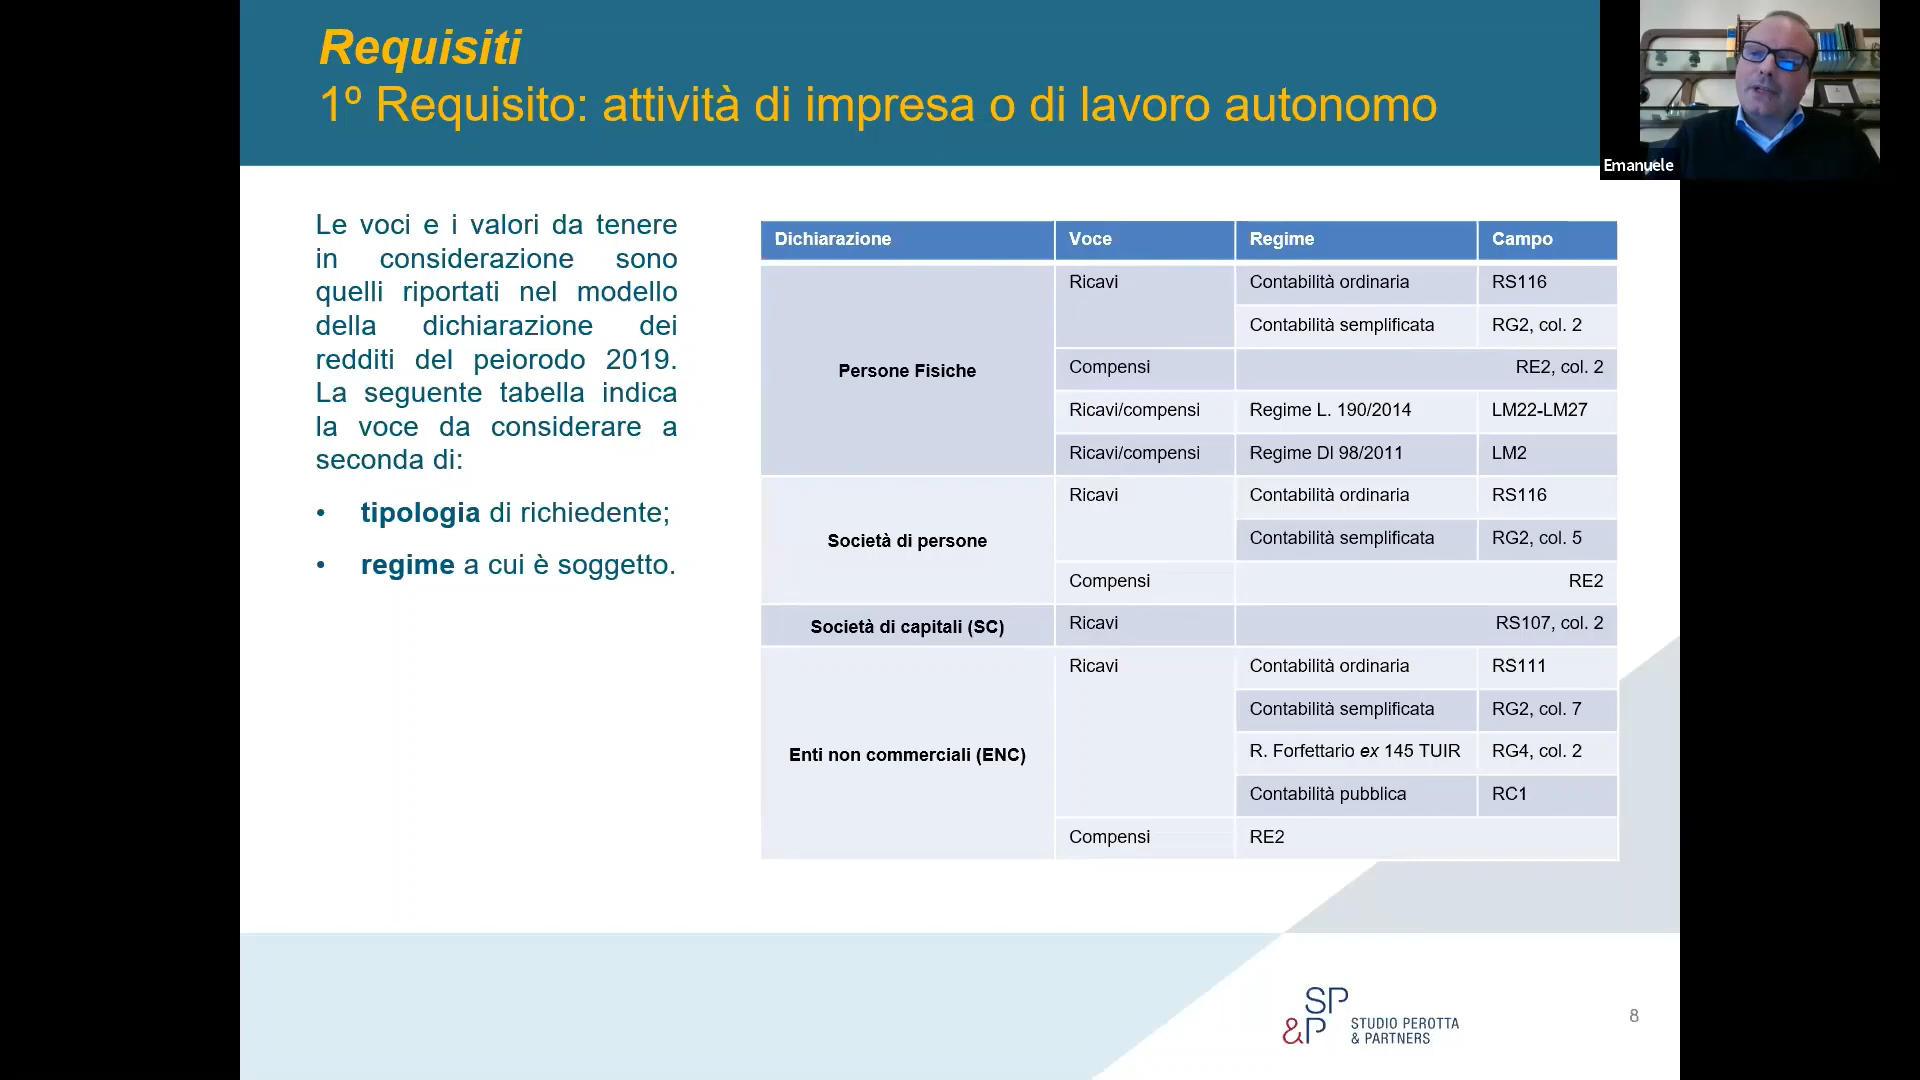 Requisiti
1º Requisito: attività di impresa o di lavoro autonomo
Emanuele
Le voci e i valori da tenere
in considerazione sono
quelli riportati nel modello
della dichiarazione dei
redditi del peiorodo 2019.
La seguente tabella indica
la voce da considerare a
seconda di:
• tipologia di richiedente;
• regime a cui è soggetto.
Dichiarazione Voce Regime Campo
Persone Fisiche Ricavi Contabilità ordinaria RS116
Contabilità semplificata RG2, col. 2
Compensi RE2, col. 2
Ricavi/compensi Regime L. 190/2014 LM22-LM27
Ricavi/compensi Regime Dl 98/2011 LM2
Società di persone Ricavi Contabilità ordinaria RS116
Contabilità semplificata RG2, col. 5
Compensi RE2
Società di capitali (SC) Ricavi RS107, col. 2
Enti non commerciali (ENC) Ricavi Contabilità ordinaria RS111
Contabilità semplificata RG2, col. 7
R. Forfettario ex 145 TUIR RG4, col. 2
Contabilità pubblica RC1
Compensi RE2
SP
&P STUDIO PEROTTA
& PARTNERS
8